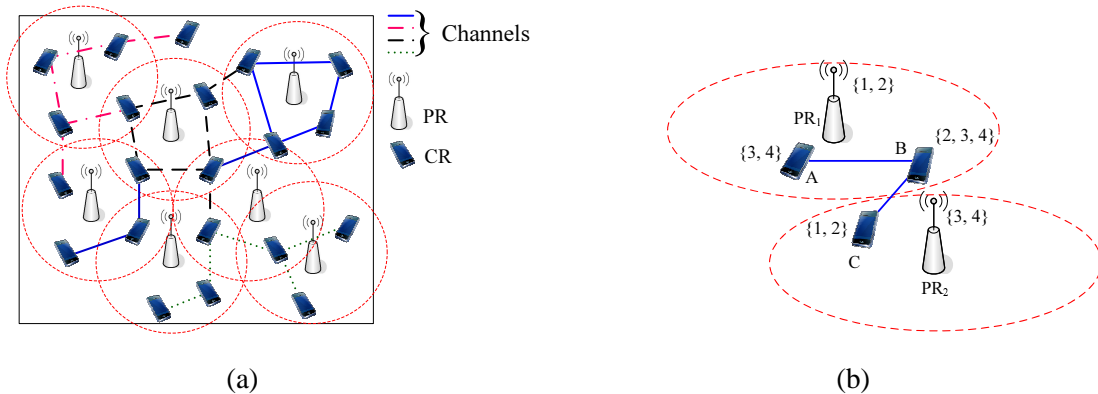 Channels
PR
CR
(a)
{1, 2}
PR1
{3, 4}
A
B
{2, 3, 4}
{1, 2}
C
{3, 4}
PR2
(b)